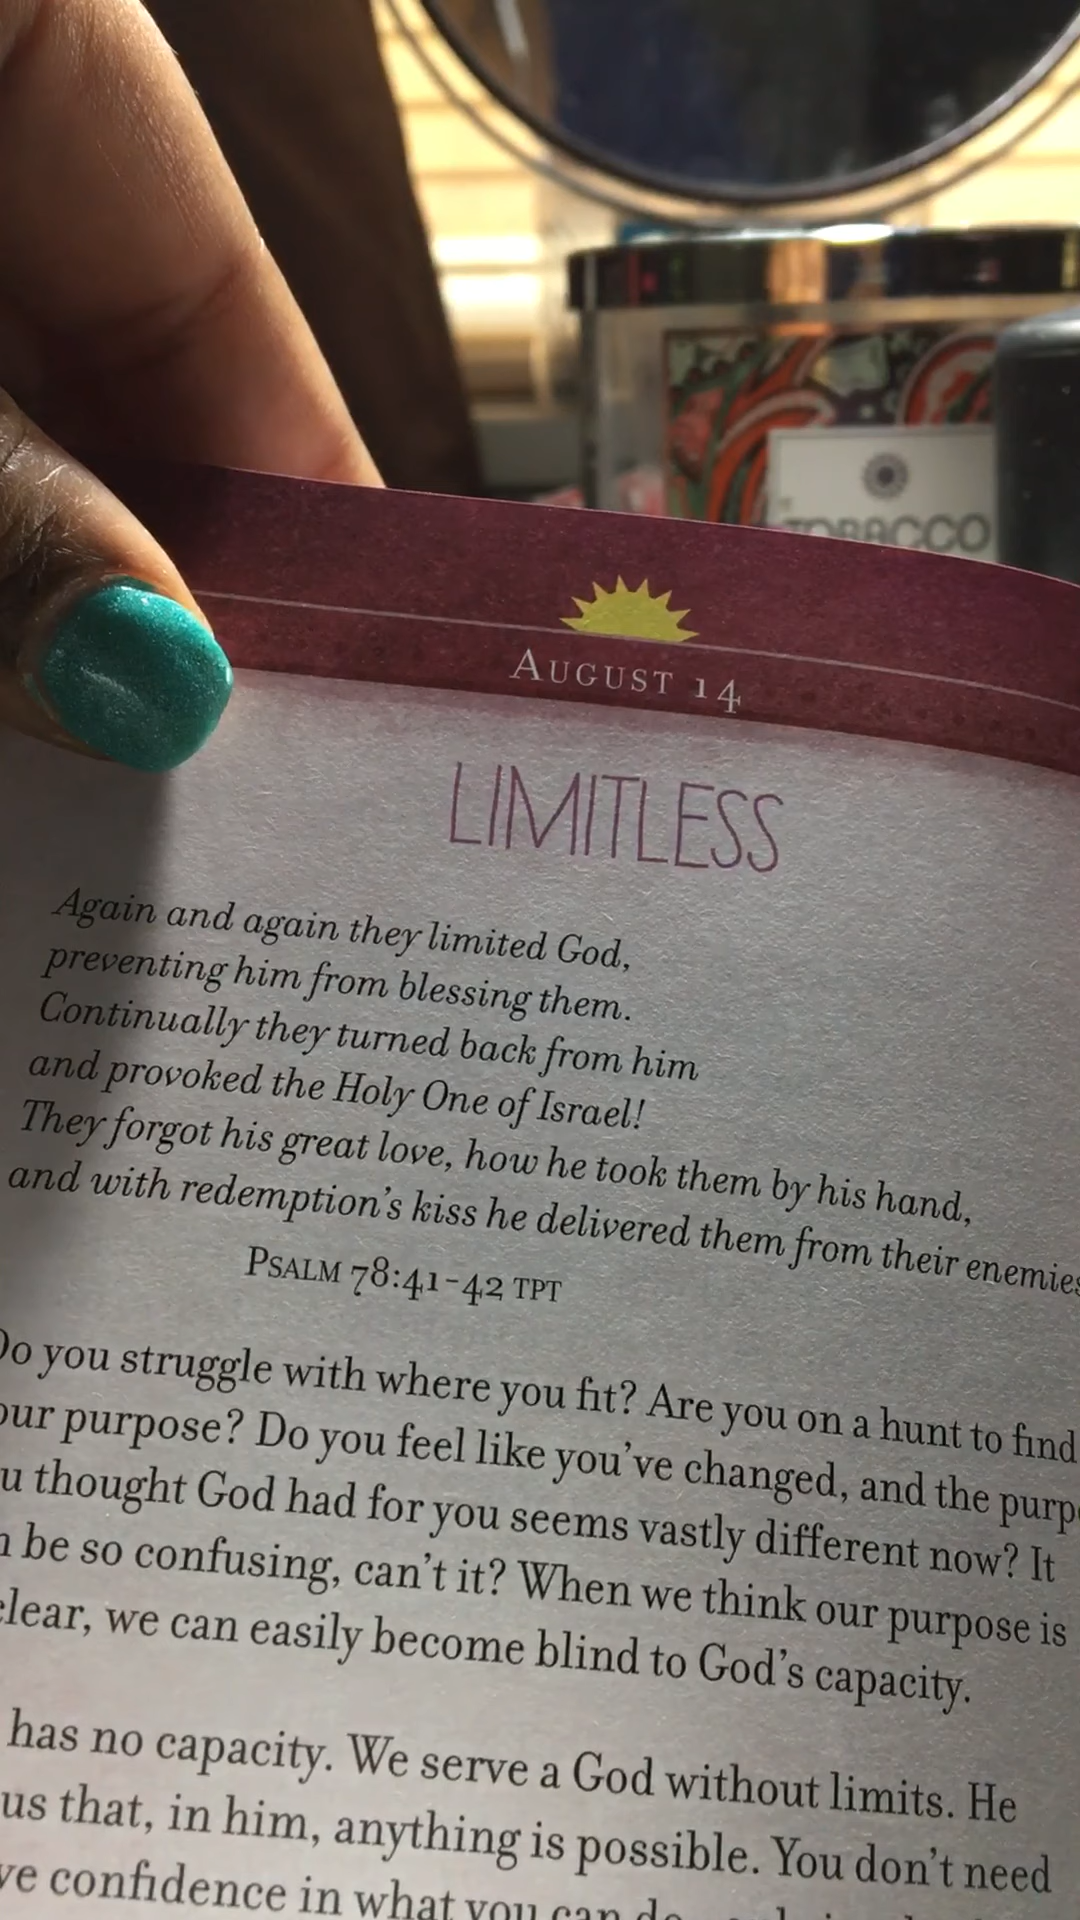 TOBACCO
AUGUST 14
LIMITLESS
Again and again they limited God,
preventing him from blessing them.
Continually they turned back from him
and provoked the Holy One of Israel!
They forgot his great love, how he took them by his hand,
and with redemption's kiss he delivered them from their enemies
PSALM 78:41-42 TPT
Do you struggle with where you fit? Are you on a hunt to find
our purpose? Do you feel like you've changed, and the purp
u thought God had for you seems vastly different now? It
n be so confusing, can't it? When we think our purpose is
clear, we can easily become blind to God's capacity.
has no capacity. We serve a God without limits. He
us that, in him, anything is possible. You don't need
ve confidence in what you can do